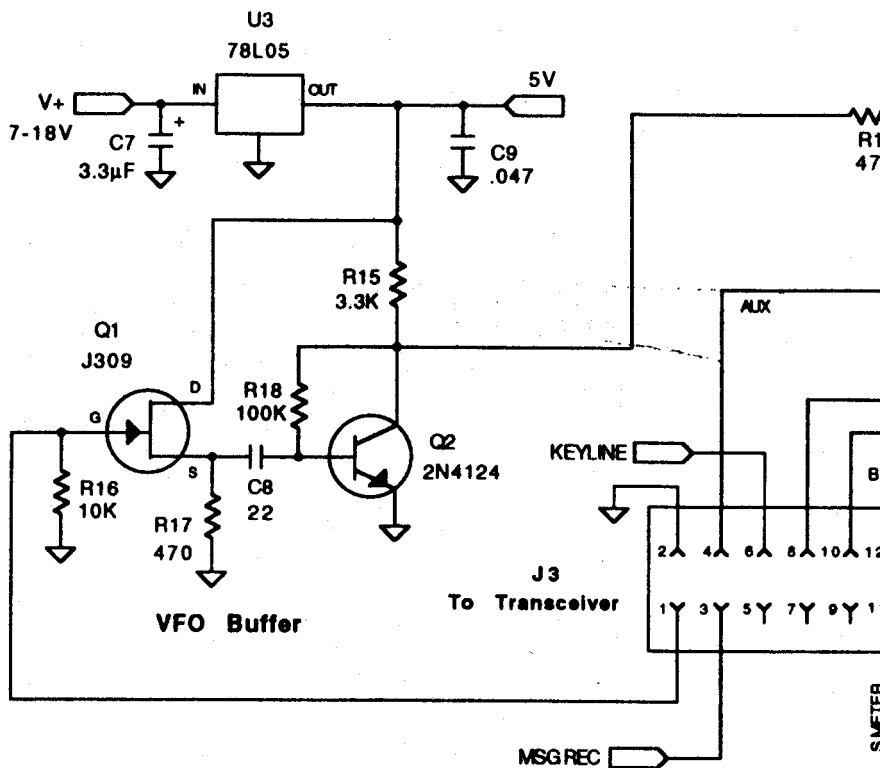 U3
78L05
IN
OUT
V+
7-18V
+
C7
3.3µF
5V
C9
.047
R1
47
R15
3.3K
AUX
Q1
J309
D
G
S
R18
100K
Q2
2N4124
KEYLINE
R16
10K
C8
22
R17
470
B
J3
To Transceiver
2 4 6 8 10 12
1 3 5 7 9 1
VFO Buffer
S METER
MSG REC